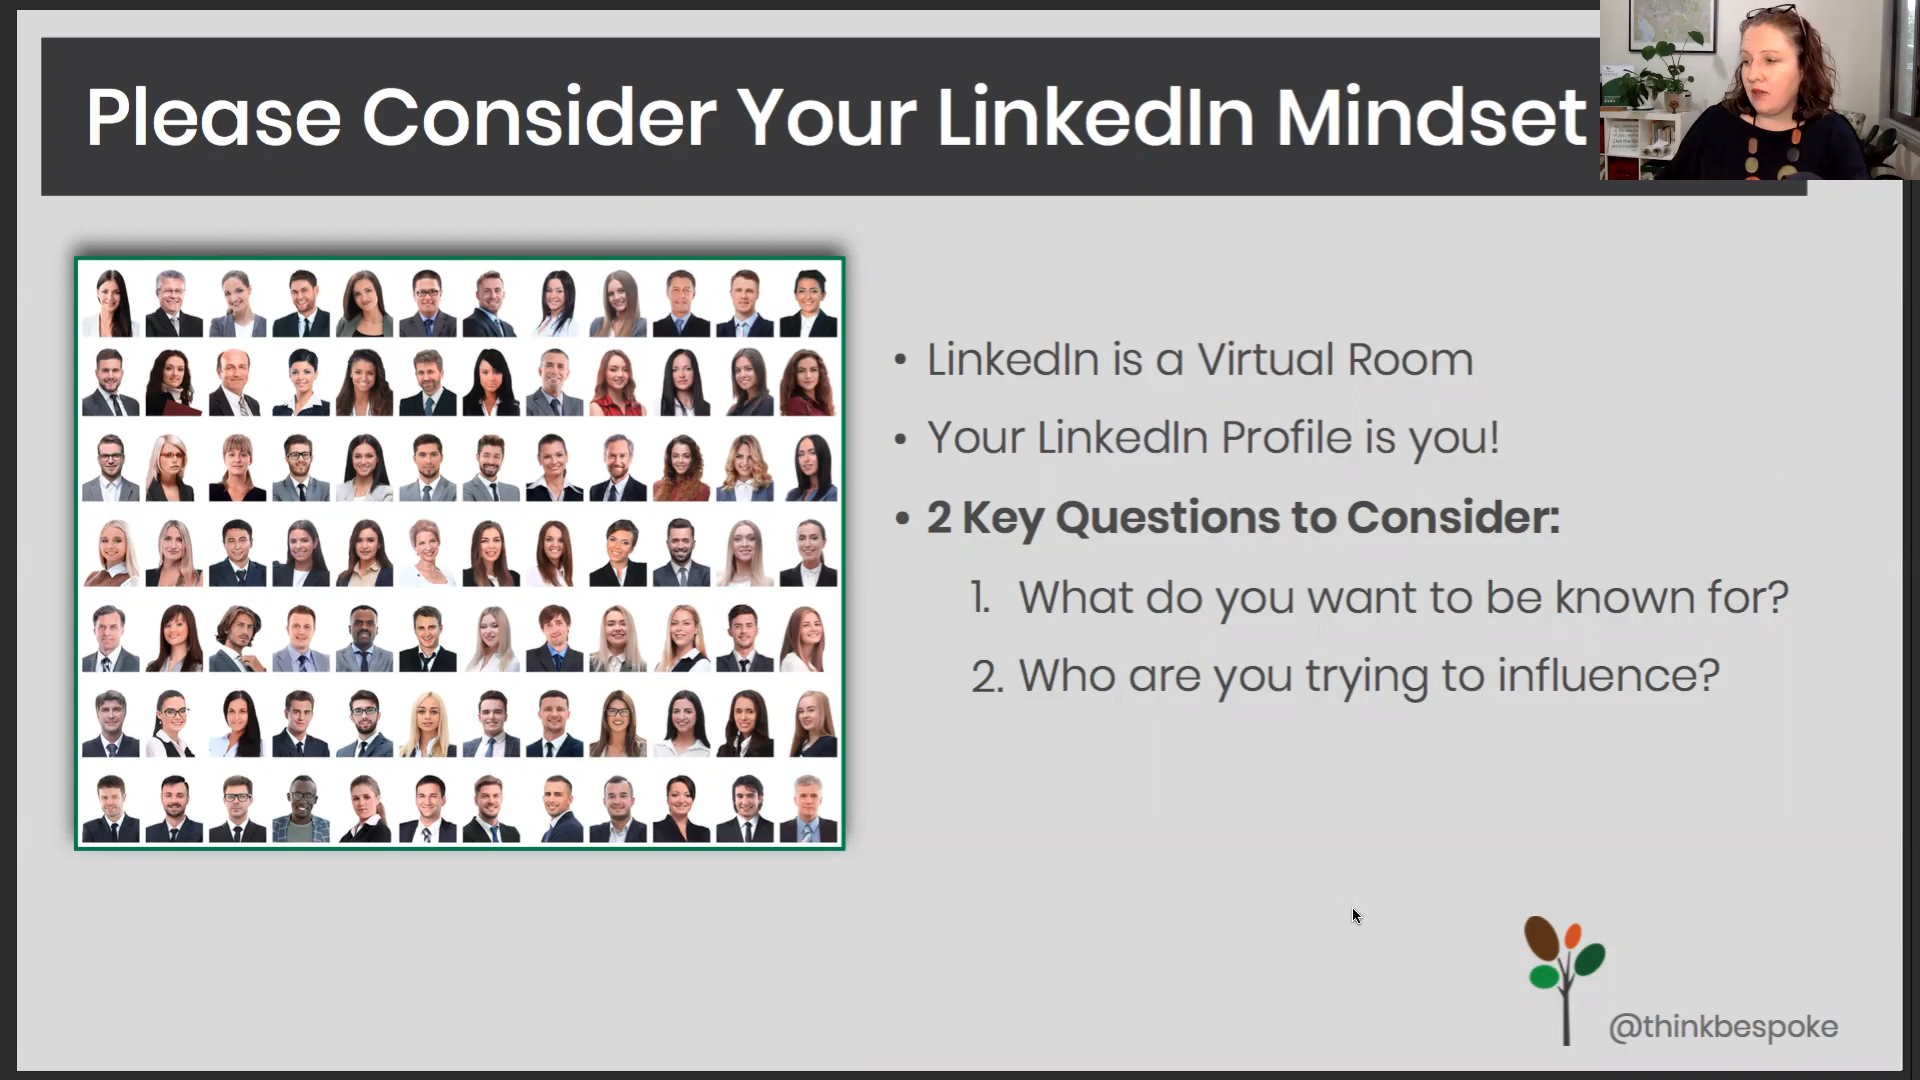 Please Consider Your LinkedIn Mindset
• LinkedIn is a Virtual Room
• Your LinkedIn Profile is you!
• 2 Key Questions to Consider:
1. What do you want to be known for?
2. Who are you trying to influence?
@thinkbespoke